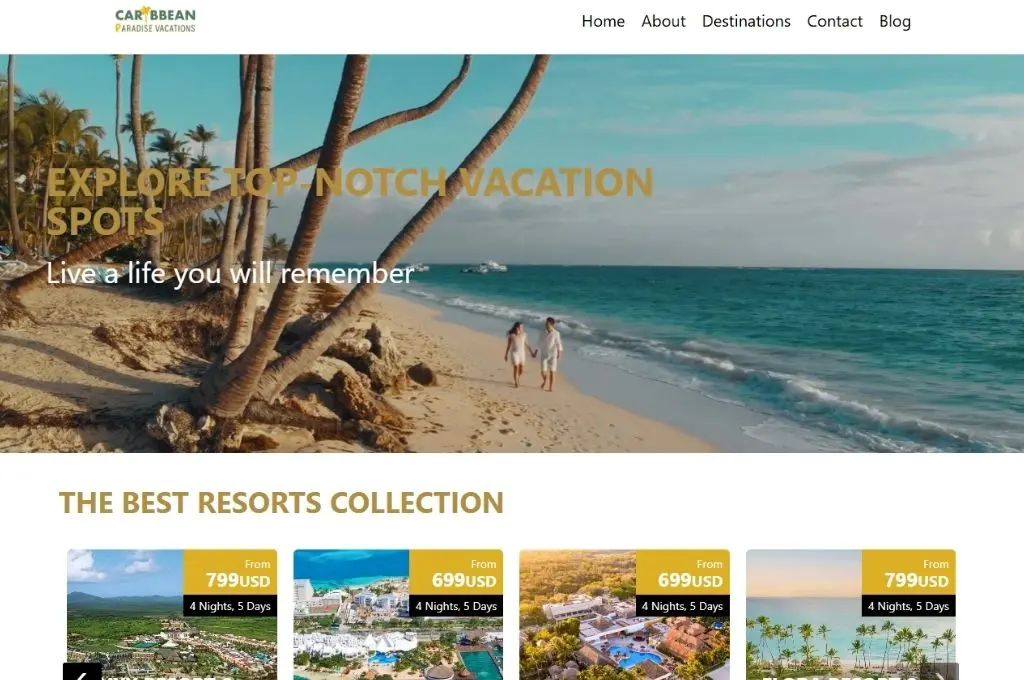 CARIBBEAN
PARADISE VACATIONS
Home About Destinations Contact Blog
EXPLORE TOP-NOTCH VACATION
SPOTS
Live a life you will remember
THE BEST RESORTS COLLECTION
From
799USD
4 Nights, 5 Days
From
699USD
4 Nights, 5 Days
From
699USD
4 Nights, 5 Days
From
799USD
4 Nights, 5 Days